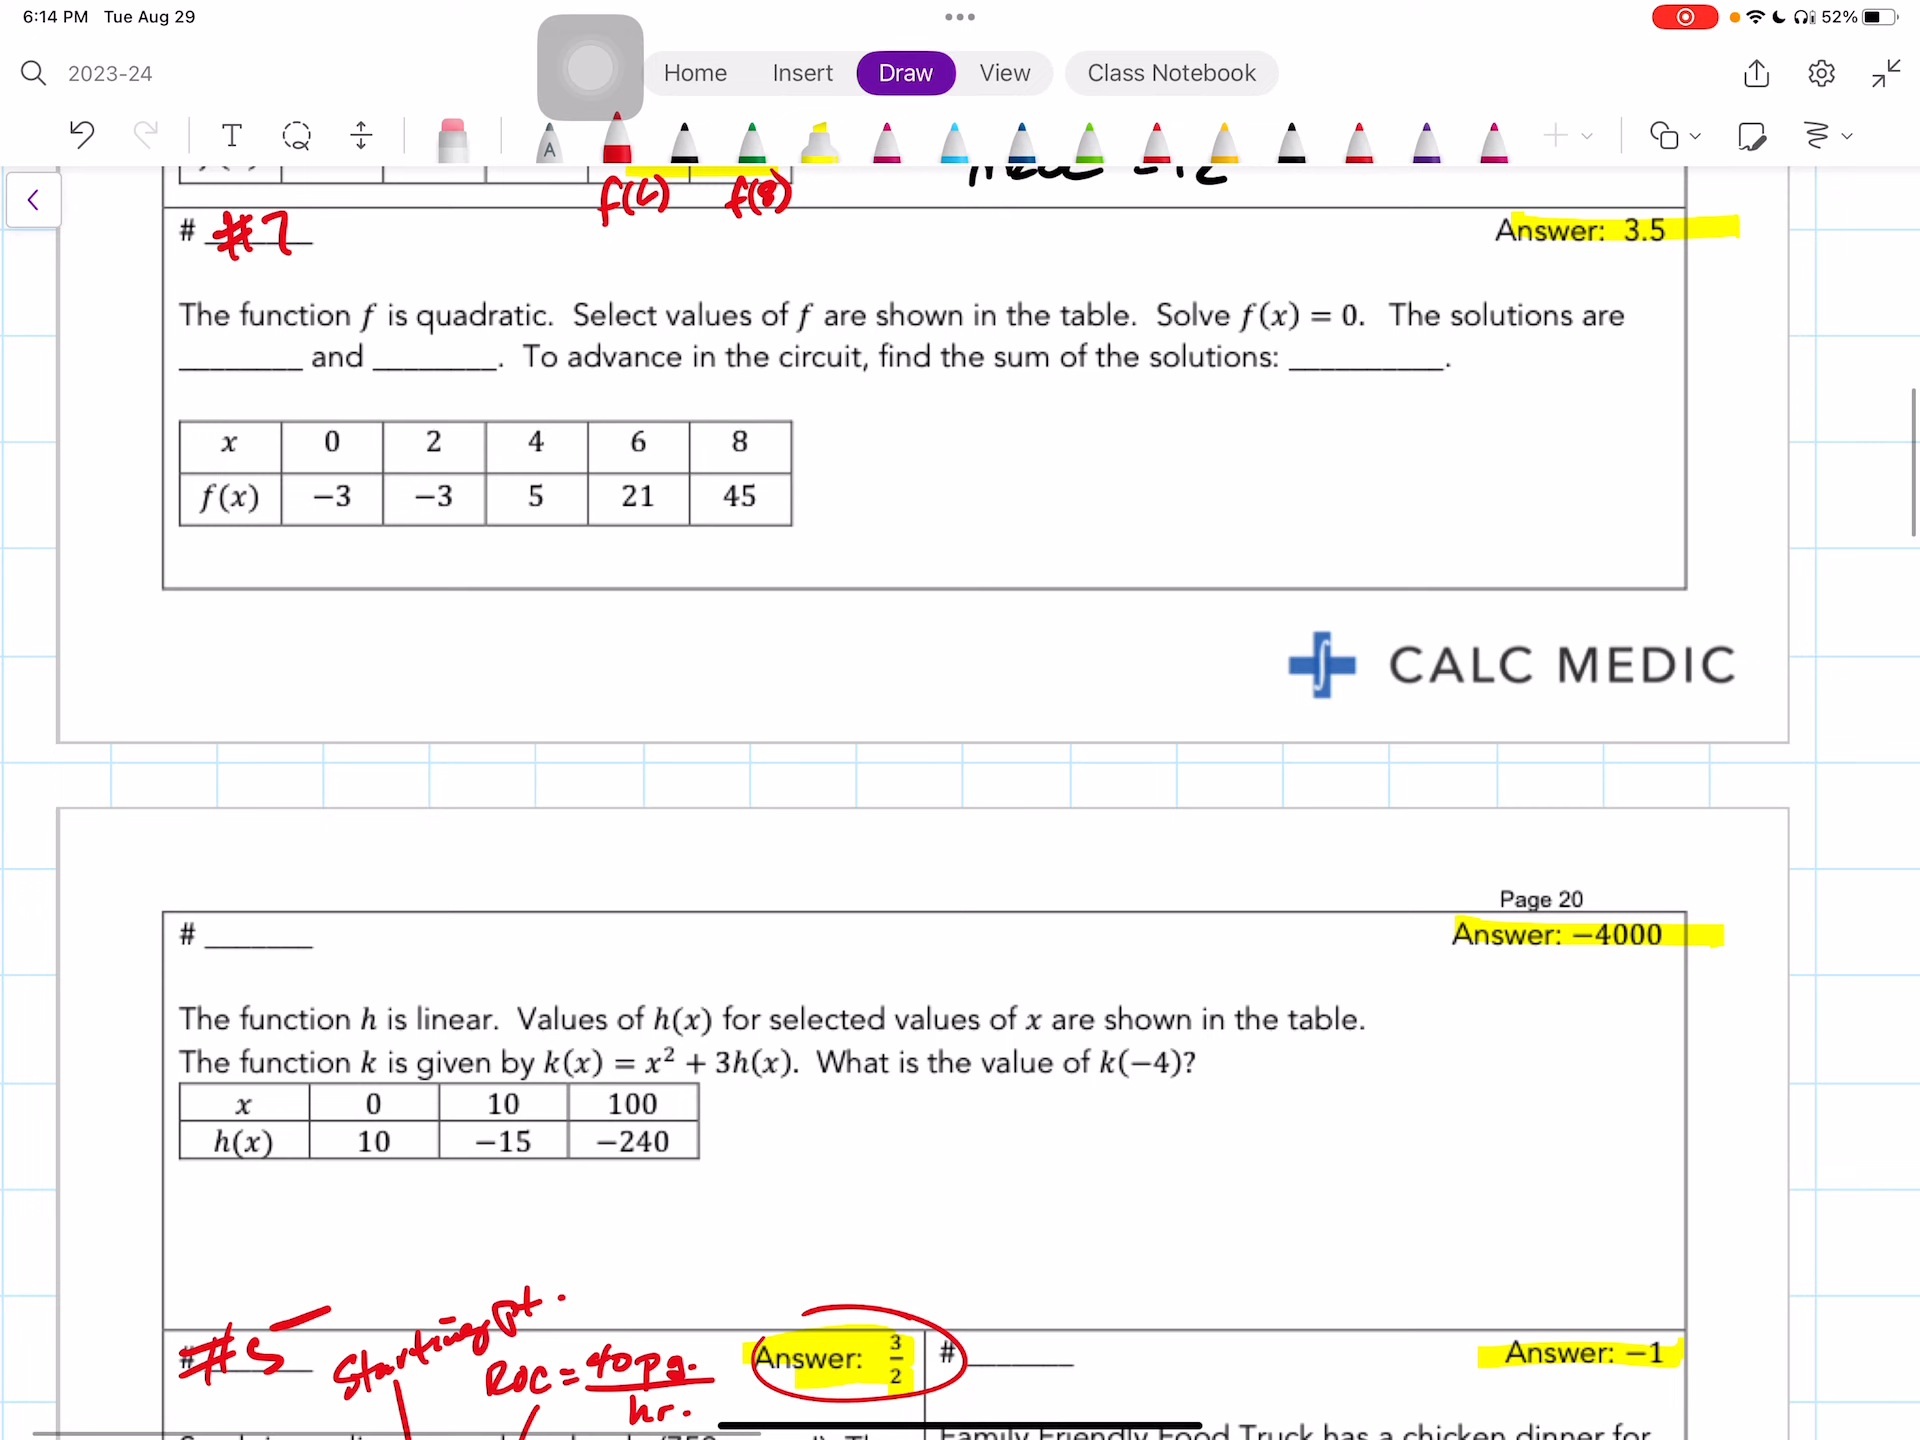 6:14 PM Tue Aug 29
52%
2023-24
Home Insert Draw View Class Notebook
T
A
f(6) f(8)
# #7
Answer: 3.5
The function f is quadratic. Select values of f are shown in the table. Solve f(x) = 0. The solutions are
________ and ________. To advance in the circuit, find the sum of the solutions: __________.
x 0 2 4 6 8
f(x) −3 −3 5 21 45
CALC MEDIC
Page 20
# _______
Answer: −4000
The function h is linear. Values of h(x) for selected values of x are shown in the table.
The function k is given by k(x) = x² + 3h(x). What is the value of k(−4)?
x 0 10 100
h(x) 10 −15 −240
# #5 Starting pt.
ROC = 40pg. / hr.
Answer: 3/2
# _______
Answer: −1
Family Friendly Food Truck has a chicken dinner for